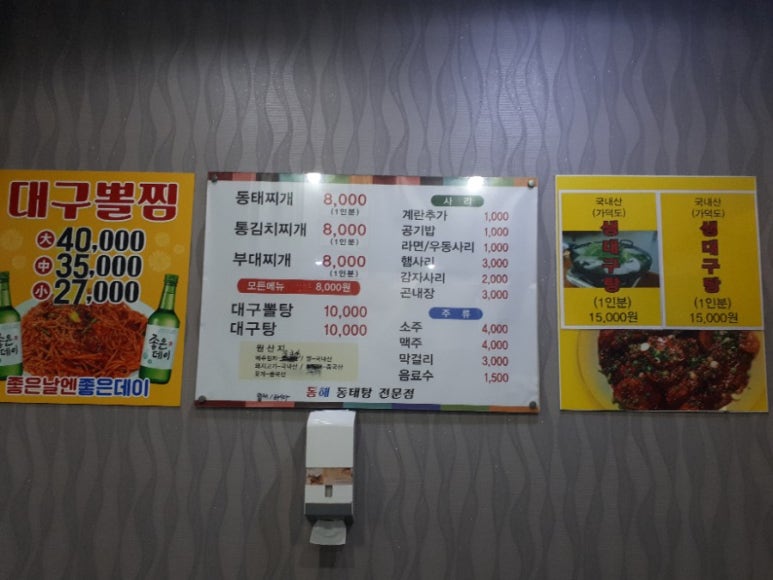 대구뽈찜
大 40,000
中 35,000
小 27,000
좋은데이
좋은데이
좋은날엔좋은데이
동태찌개 8,000
(1인분)
통김치찌개 8,000
(1인분)
부대찌개 8,000
(1인분)
모든메뉴 8,000원
대구뽈탕 10,000
대구탕 10,000
원산지
사리
계란추가 1,000
공기밥 1,000
라면/우동사리 1,000
햄사리 3,000
감자사리 2,000
곤내장 3,000
주류
소주 4,000
맥주 4,000
막걸리 3,000
음료수 1,500
동해 동태탕 전문점
국내산
(가덕도)
생대구탕
(1인분)
15,000원
국내산
(가덕도)
생대구탕
(1인분)
15,000원